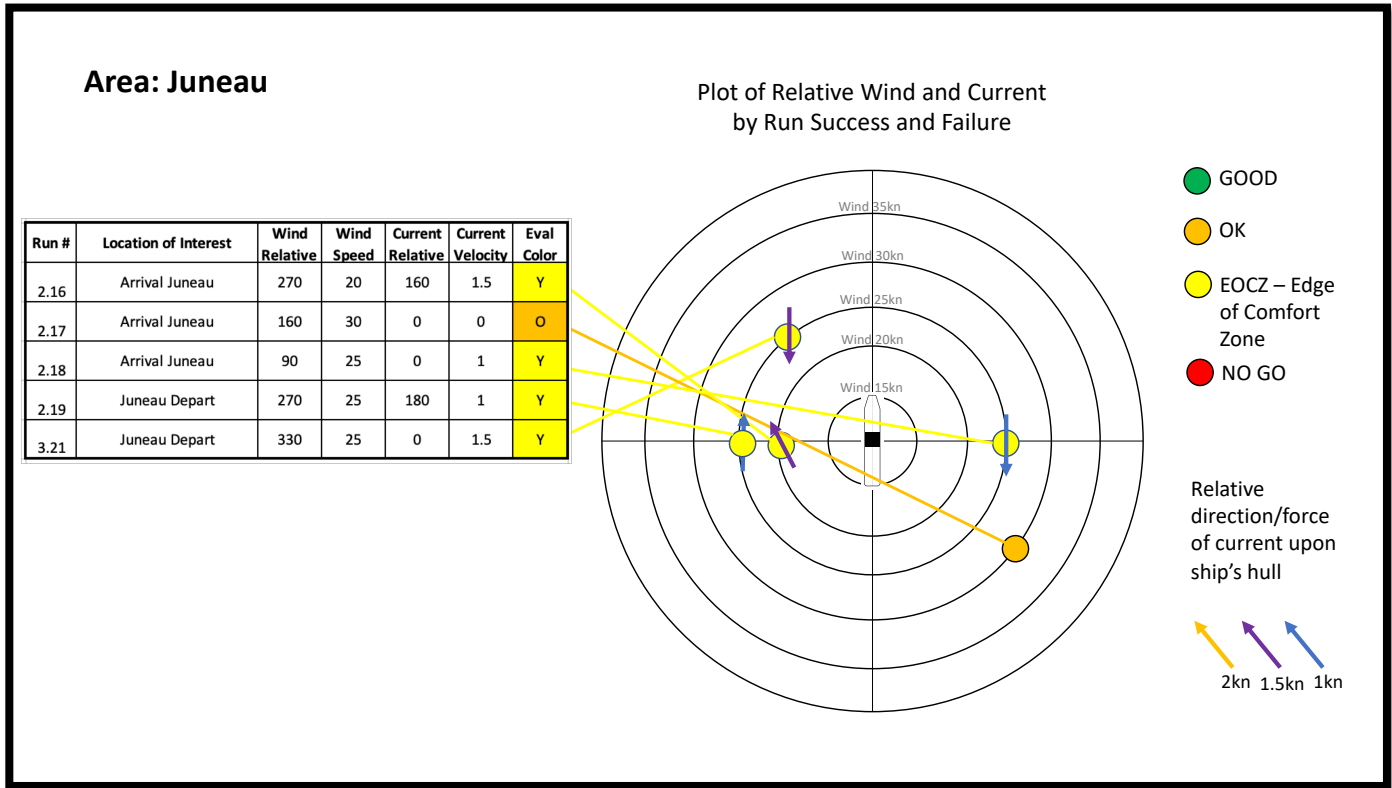 Area: Juneau
Plot of Relative Wind and Current
by Run Success and Failure
Run # Location of Interest Wind Relative Wind Speed Current Relative Current Velocity Eval Color
2.16 Arrival Juneau 270 20 160 1.5 Y
2.17 Arrival Juneau 160 30 0 0 O
2.18 Arrival Juneau 90 25 0 1 Y
2.19 Juneau Depart 270 25 180 1 Y
3.21 Juneau Depart 330 25 0 1.5 Y
Wind 35kn
Wind 30kn
Wind 25kn
Wind 20kn
Wind 15kn
GOOD
OK
EOCZ – Edge
of Comfort
Zone
NO GO
Relative
direction/force
of current upon
ship's hull
2kn 1.5kn 1kn